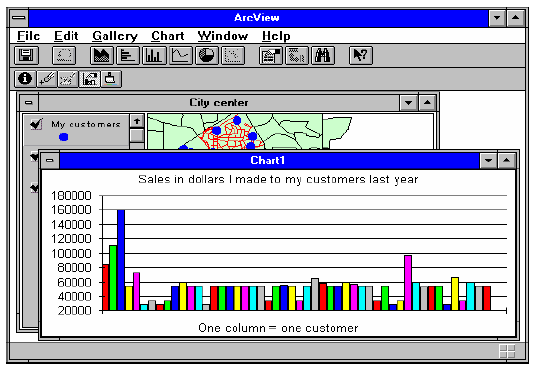 ArcView
File Edit Gallery Chart Window Help
City center
My customers
Chart1
Sales in dollars I made to my customers last year
180000
160000
140000
120000
100000
80000
60000
40000
20000
One column = one customer